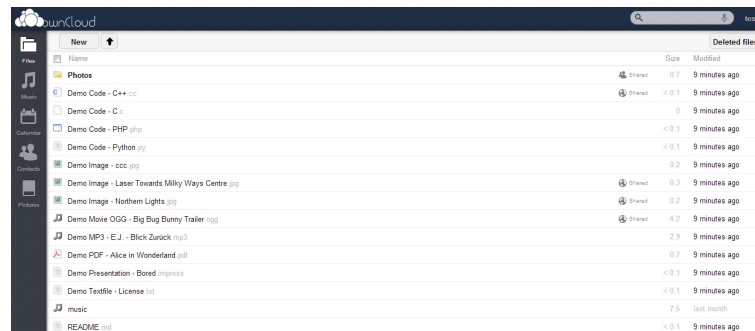 ownCloud
tes
Files
Music
Calendar
Contacts
Pictures
New
Deleted files
Name Size Modified
Photos Shared 0.7 9 minutes ago
Demo Code - C++.cc Shared < 0.1 9 minutes ago
Demo Code - C.c 0 9 minutes ago
Demo Code - PHP.php < 0.1 9 minutes ago
Demo Code - Python.py < 0.1 9 minutes ago
Demo Image - ccc.jpg 0.2 9 minutes ago
Demo Image - Laser Towards Milky Ways Centre.jpg Shared 0.3 9 minutes ago
Demo Image - Northern Lights.jpg Shared 0.2 9 minutes ago
Demo Movie OGG - Big Bug Bunny Trailer.ogg Shared 4.2 9 minutes ago
Demo MP3 - E.J. - Blick Zurück.mp3 2.9 9 minutes ago
Demo PDF - Alice in Wonderland.pdf 0.7 9 minutes ago
Demo Presentation - Bored.impress < 0.1 9 minutes ago
Demo Textfile - License.txt < 0.1 9 minutes ago
music 7.5 last month
README.md < 0.1 9 minutes ago